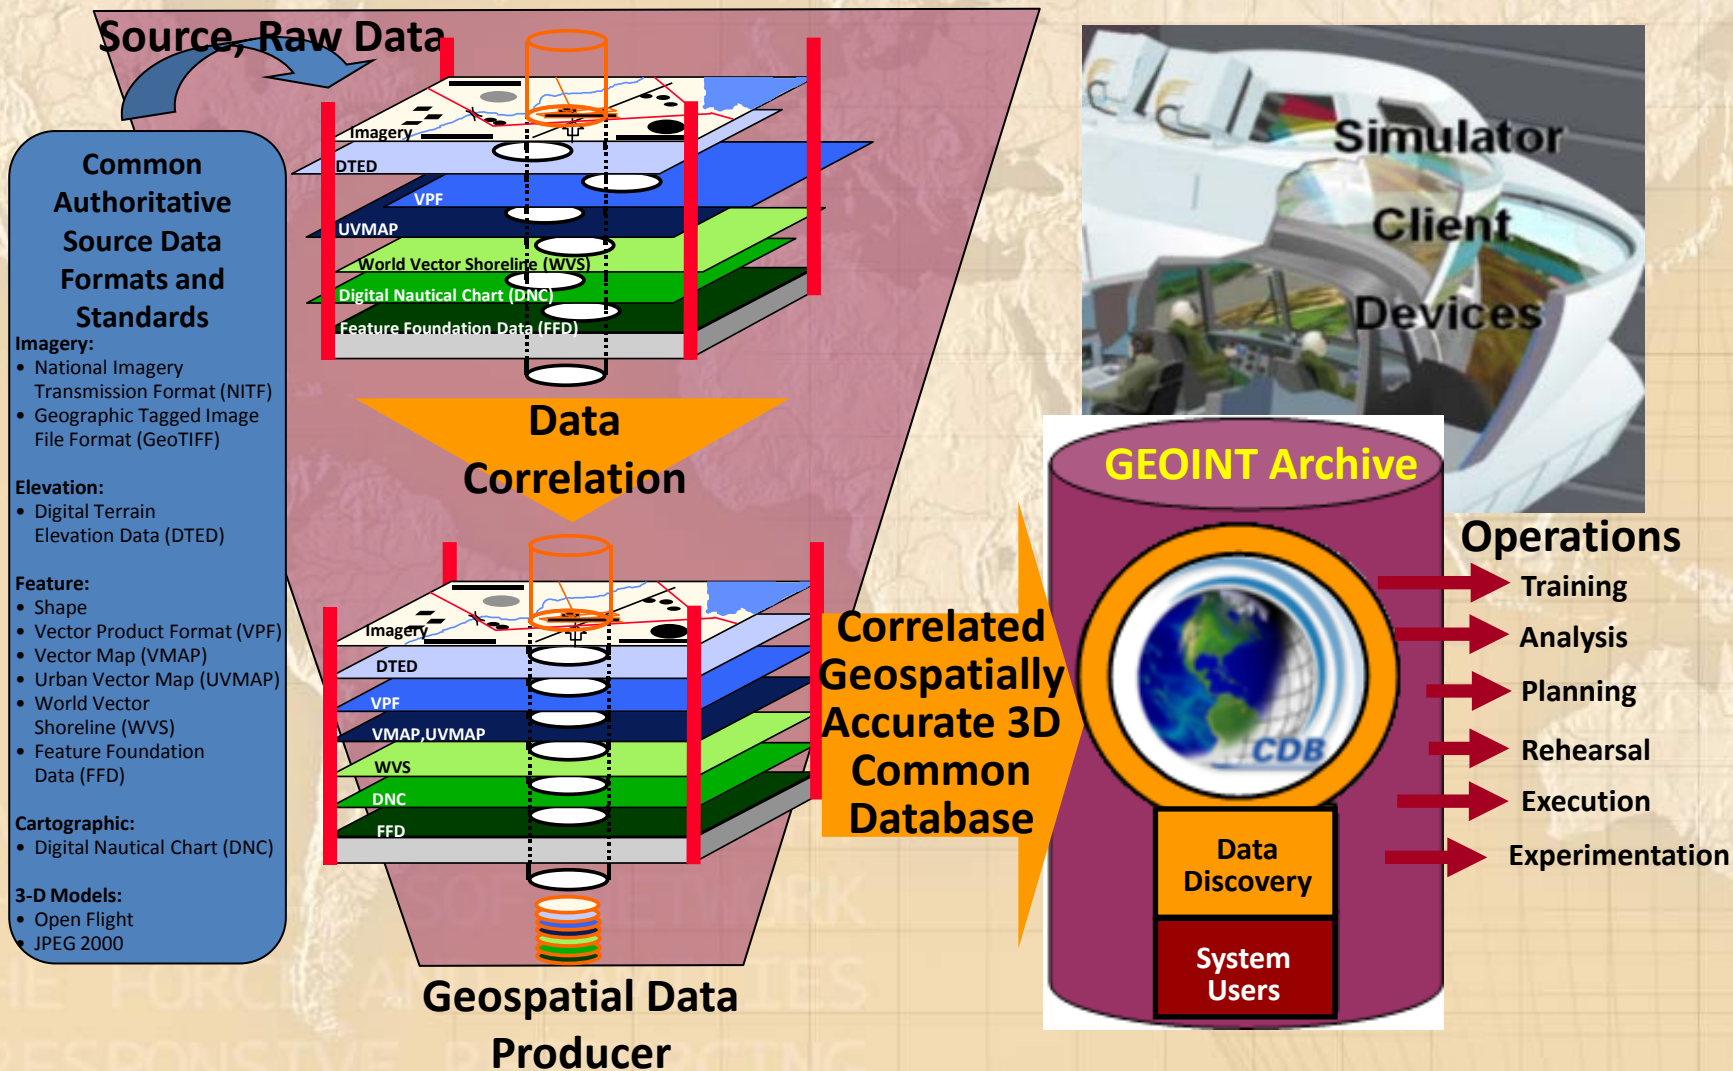 Source, Raw Data
Common
Authoritative
Source Data
Formats and
Standards
Imagery:
• National Imagery
Transmission Format (NITF)
• Geographic Tagged Image
File Format (GeoTIFF)
Elevation:
• Digital Terrain
Elevation Data (DTED)
Feature:
• Shape
• Vector Product Format (VPF)
• Vector Map (VMAP)
• Urban Vector Map (UVMAP)
• World Vector
Shoreline (WVS)
• Feature Foundation
Data (FFD)
Cartographic:
• Digital Nautical Chart (DNC)
3-D Models:
• Open Flight
• JPEG 2000
Imagery
DTED
VPF
UVMAP
World Vector Shoreline (WVS)
Digital Nautical Chart (DNC)
Feature Foundation Data (FFD)
Data
Correlation
Imagery
DTED
VPF
VMAP,UVMAP
WVS
DNC
FFD
Geospatial Data
Producer
Correlated
Geospatially
Accurate 3D
Common
Database
Simulator
Client
Devices
GEOINT Archive
CDB
Data
Discovery
System
Users
Operations
Training
Analysis
Planning
Rehearsal
Execution
Experimentation